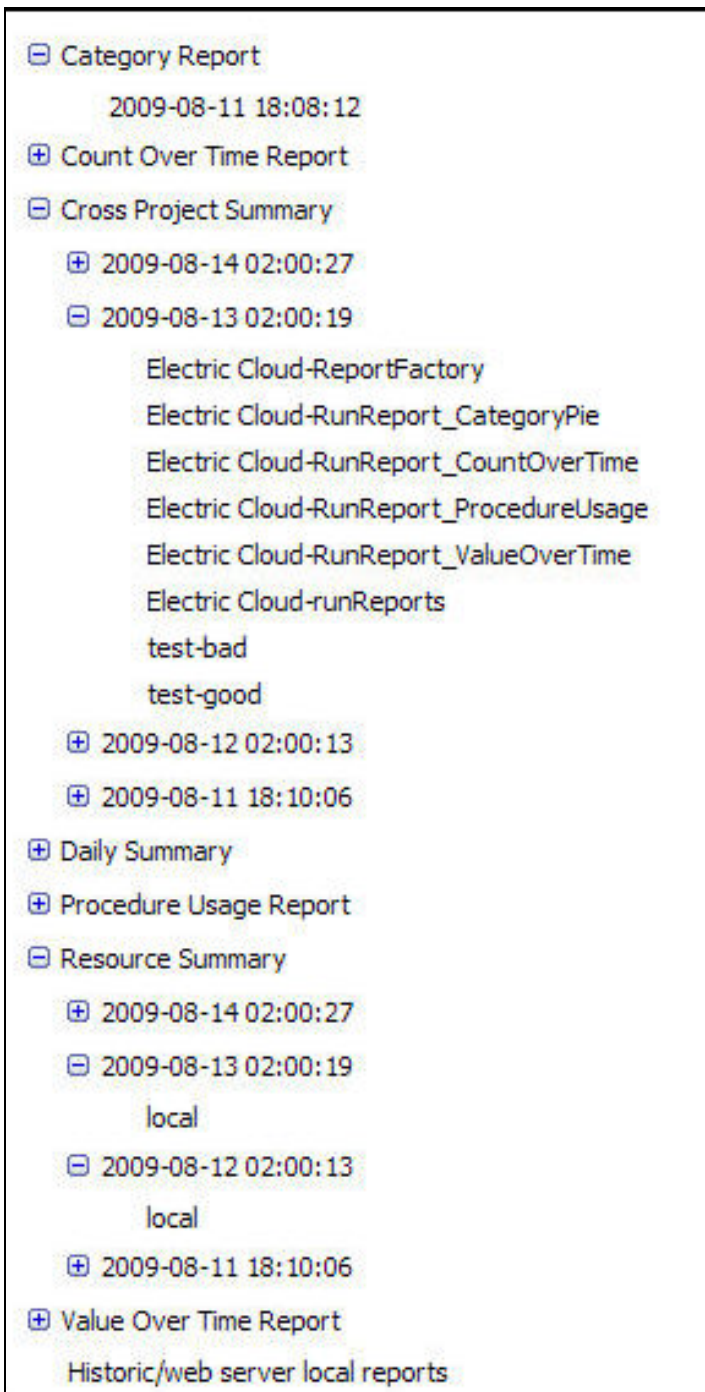 Category Report
2009-08-11 18:08:12
Count Over Time Report
Cross Project Summary
2009-08-14 02:00:27
2009-08-13 02:00:19
Electric Cloud-ReportFactory
Electric Cloud-RunReport_CategoryPie
Electric Cloud-RunReport_CountOverTime
Electric Cloud-RunReport_ProcedureUsage
Electric Cloud-RunReport_ValueOverTime
Electric Cloud-runReports
test-bad
test-good
2009-08-12 02:00:13
2009-08-11 18:10:06
Daily Summary
Procedure Usage Report
Resource Summary
2009-08-14 02:00:27
2009-08-13 02:00:19
local
2009-08-12 02:00:13
local
2009-08-11 18:10:06
Value Over Time Report
Historic/web server local reports